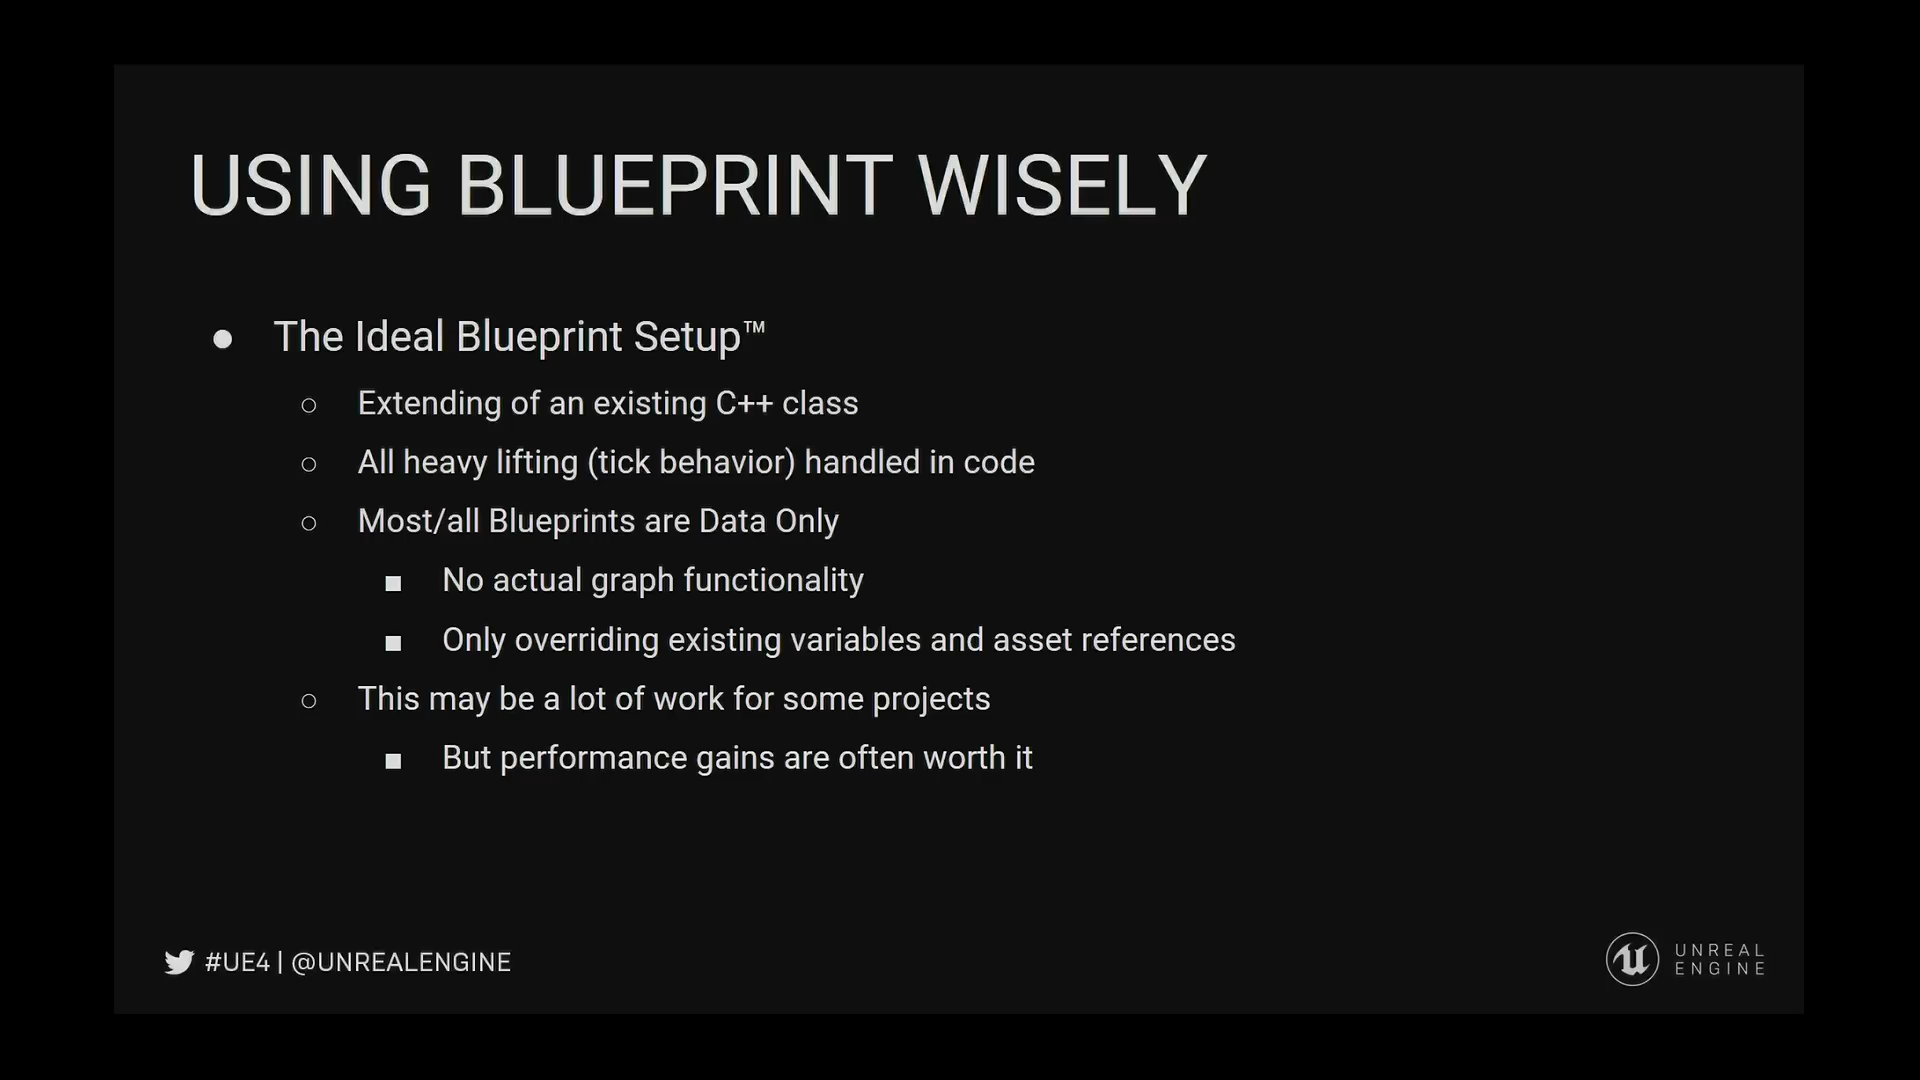 USING BLUEPRINT WISELY
● The Ideal Blueprint Setup™
○ Extending of an existing C++ class
○ All heavy lifting (tick behavior) handled in code
○ Most/all Blueprints are Data Only
■ No actual graph functionality
■ Only overriding existing variables and asset references
○ This may be a lot of work for some projects
■ But performance gains are often worth it
#UE4 | @UNREALENGINE
UNREAL
ENGINE